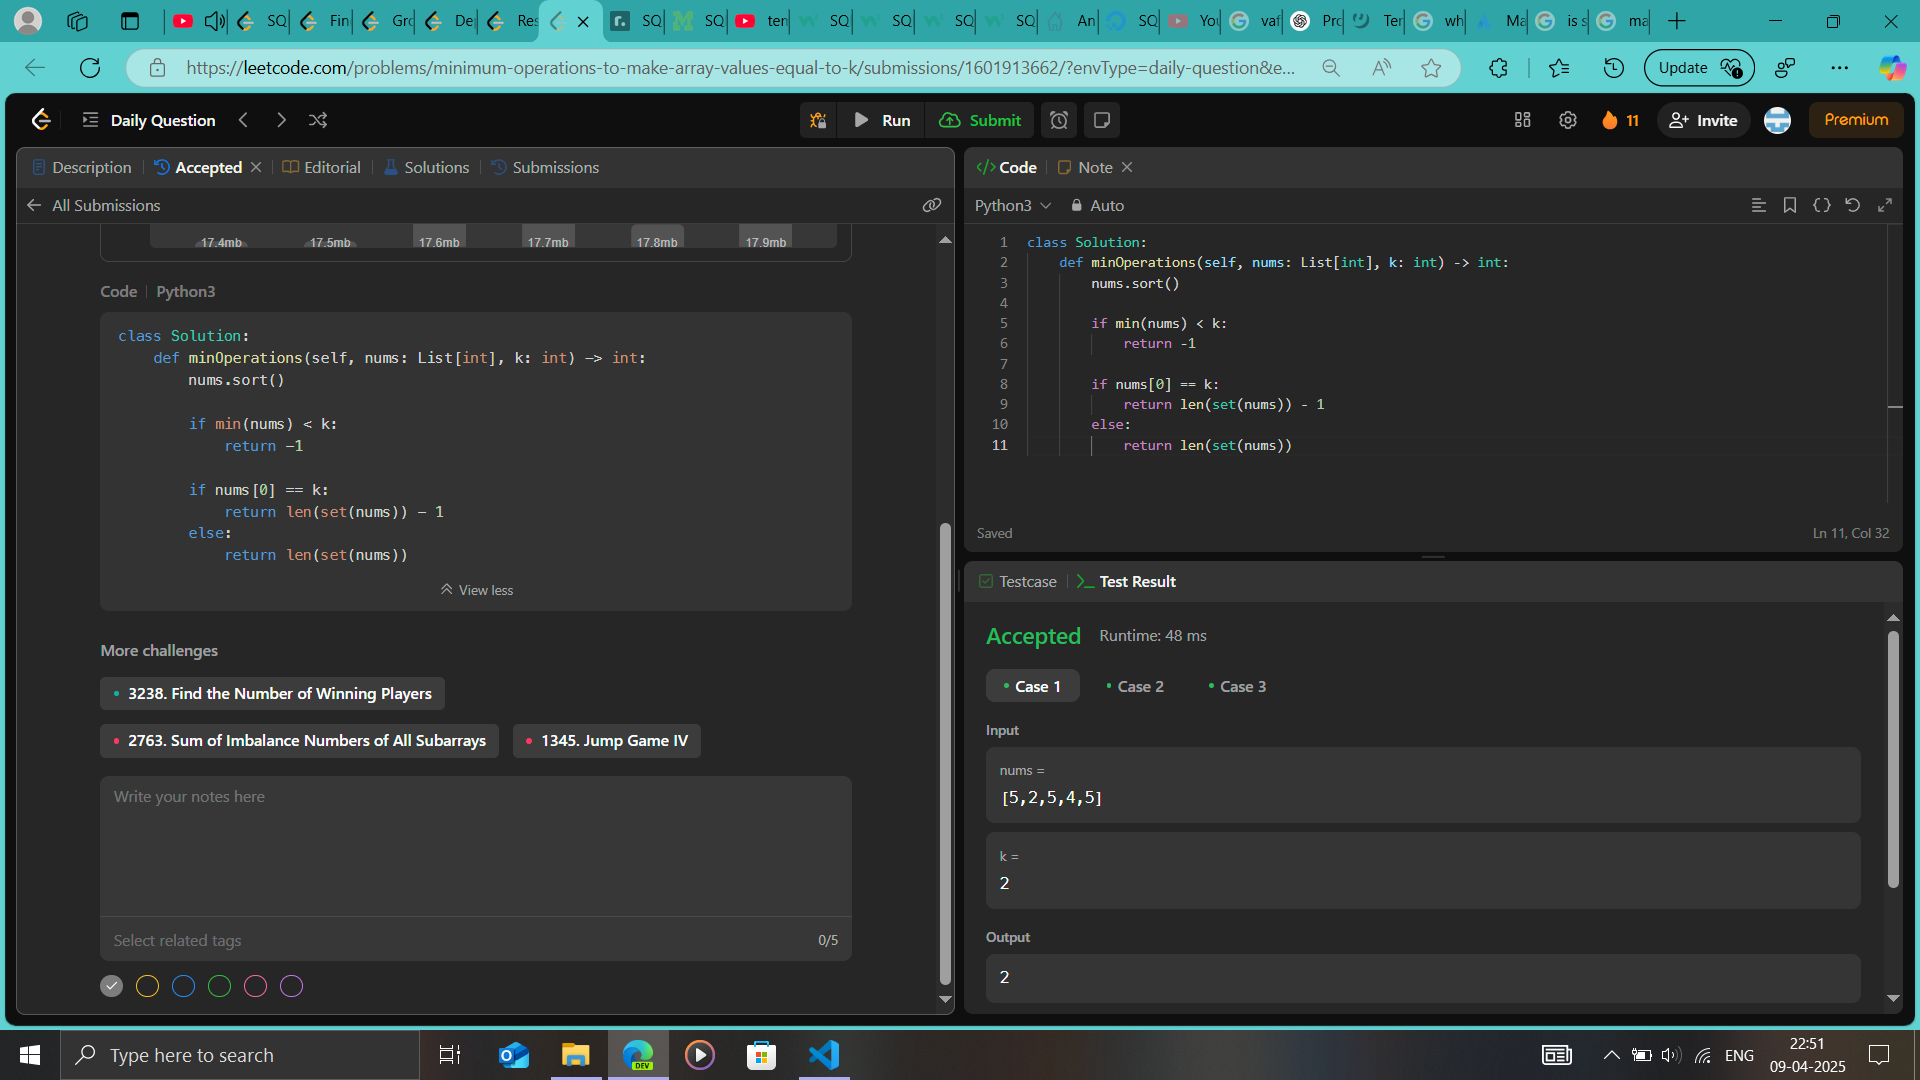 SQ
Fin
Gro
De
Res
SQ
SQ
ten
SQ
SQ
SQ
SQ
An
SQ
You
vaf
Pro
Ter
wh
Ma
is s
ma
https://leetcode.com/problems/minimum-operations-to-make-array-values-equal-to-k/submissions/1601913662/?envType=daily-question&e...
Update
Daily Question
Run
Submit
11
Invite
Premium
Description
Accepted
Editorial
Solutions
Submissions
All Submissions
17.4mb
17.5mb
17.6mb
17.7mb
17.8mb
17.9mb
Code
Python3
class Solution:
    def minOperations(self, nums: List[int], k: int) -> int:
        nums.sort()
        if min(nums) < k:
            return -1
        if nums[0] == k:
            return len(set(nums)) - 1
        else:
            return len(set(nums))
View less
More challenges
3238. Find the Number of Winning Players
2763. Sum of Imbalance Numbers of All Subarrays
1345. Jump Game IV
Write your notes here
Select related tags
0/5
</> Code
Note
Python3
Auto
1 class Solution:
2     def minOperations(self, nums: List[int], k: int) -> int:
3         nums.sort()
4
5         if min(nums) < k:
6             return -1
7
8         if nums[0] == k:
9             return len(set(nums)) - 1
10         else:
11             return len(set(nums))
Saved
Ln 11, Col 32
Testcase
Test Result
Accepted
Runtime: 48 ms
Case 1
Case 2
Case 3
Input
nums =
[5,2,5,4,5]
k =
2
Output
2
Type here to search
DEV
ENG
22:51
09-04-2025